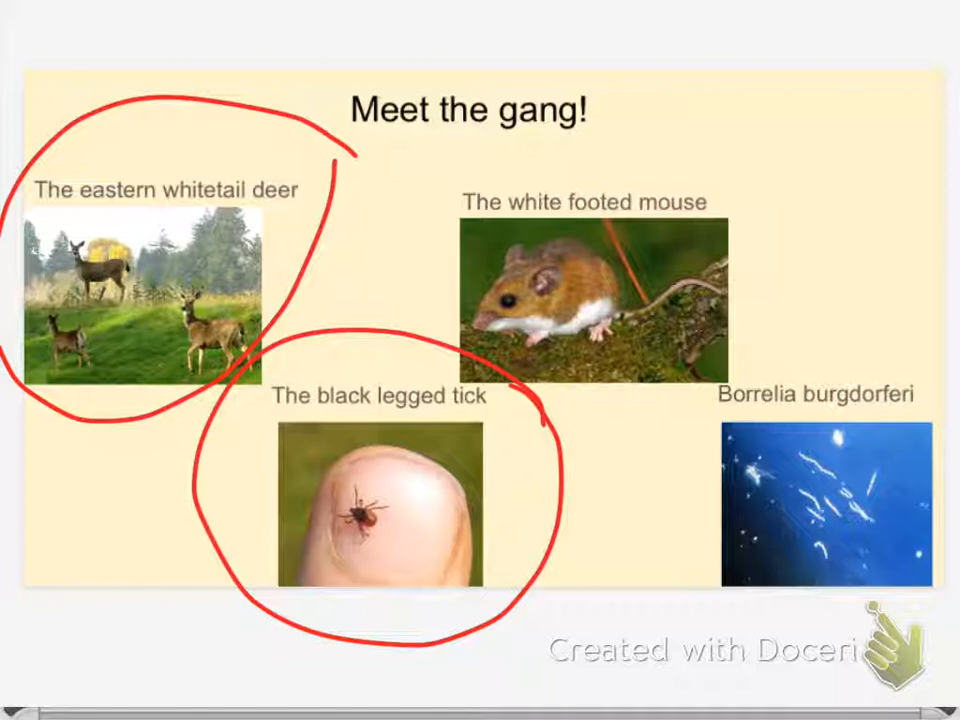 Meet the gang!
The eastern whitetail deer
The white footed mouse
The black legged tick
Borrelia burgdorferi
Created with Doceri